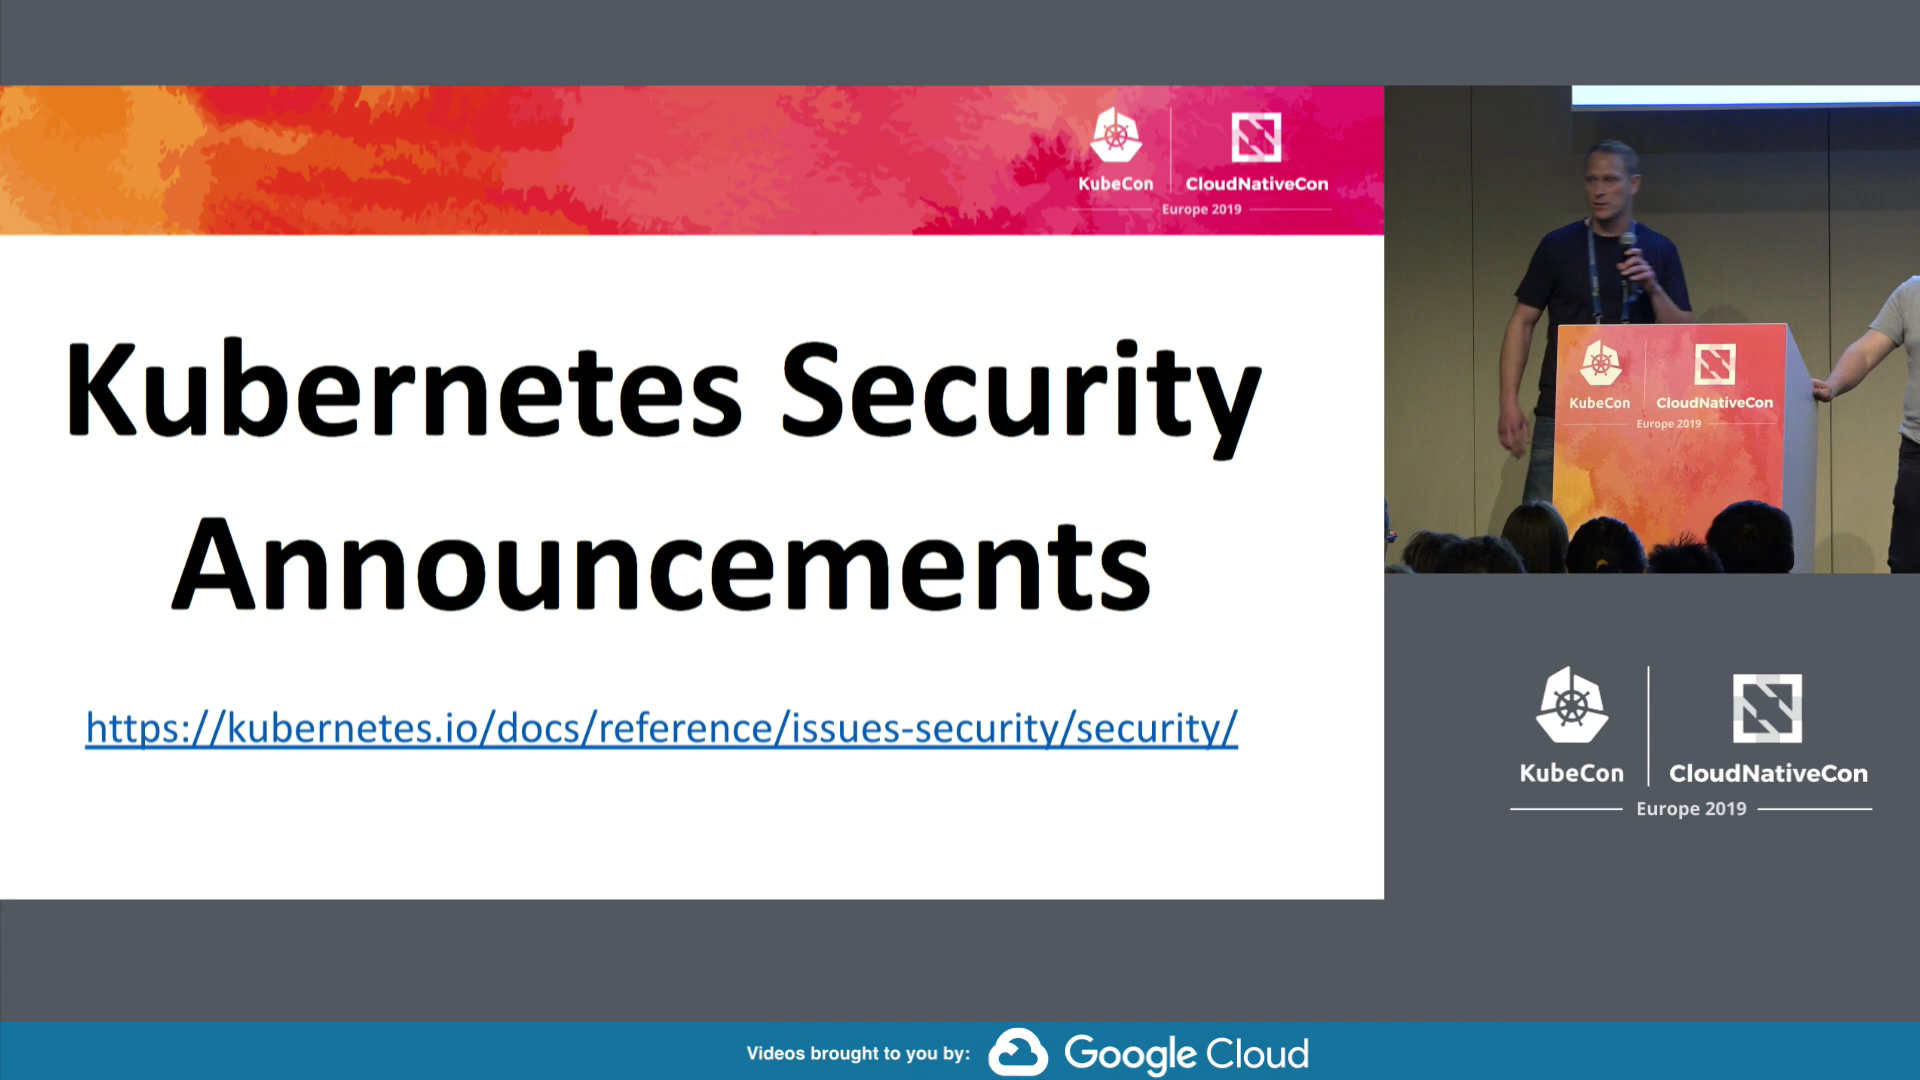 KubeCon
CloudNativeCon
Europe 2019
Kubernetes Security
Announcements
https://kubernetes.io/docs/reference/issues-security/security/
KubeCon
CloudNativeCon
Europe 2019
KubeCon
CloudNativeCon
Europe 2019
Videos brought to you by:
Google Cloud